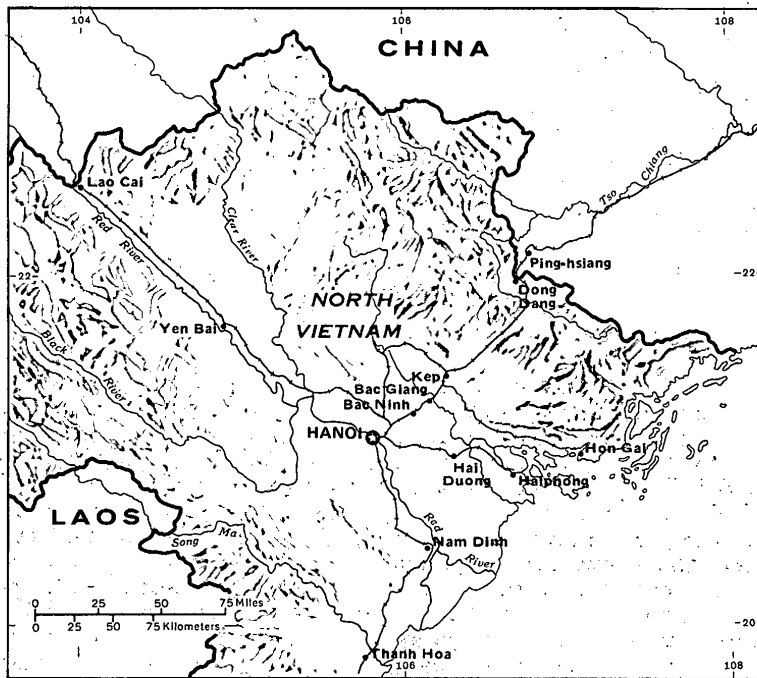 104
106
108
CHINA
Lao Cai
Red
River
Clear River
Tso
Chiang
Ping-hsiang
22
22
Dong
Dang
NORTH
VIETNAM
Yen Bai
Black
River
Kep
Bac Giang
Bac Ninh
HANOI
Hon Gai
Hai
Duong
Haiphong
LAOS
Song
Ma
Red
River
Nam Dinh
0 25 50 75 Miles
0 25 50 75 Kilometers
20
20
Thanh Hoa
106
108